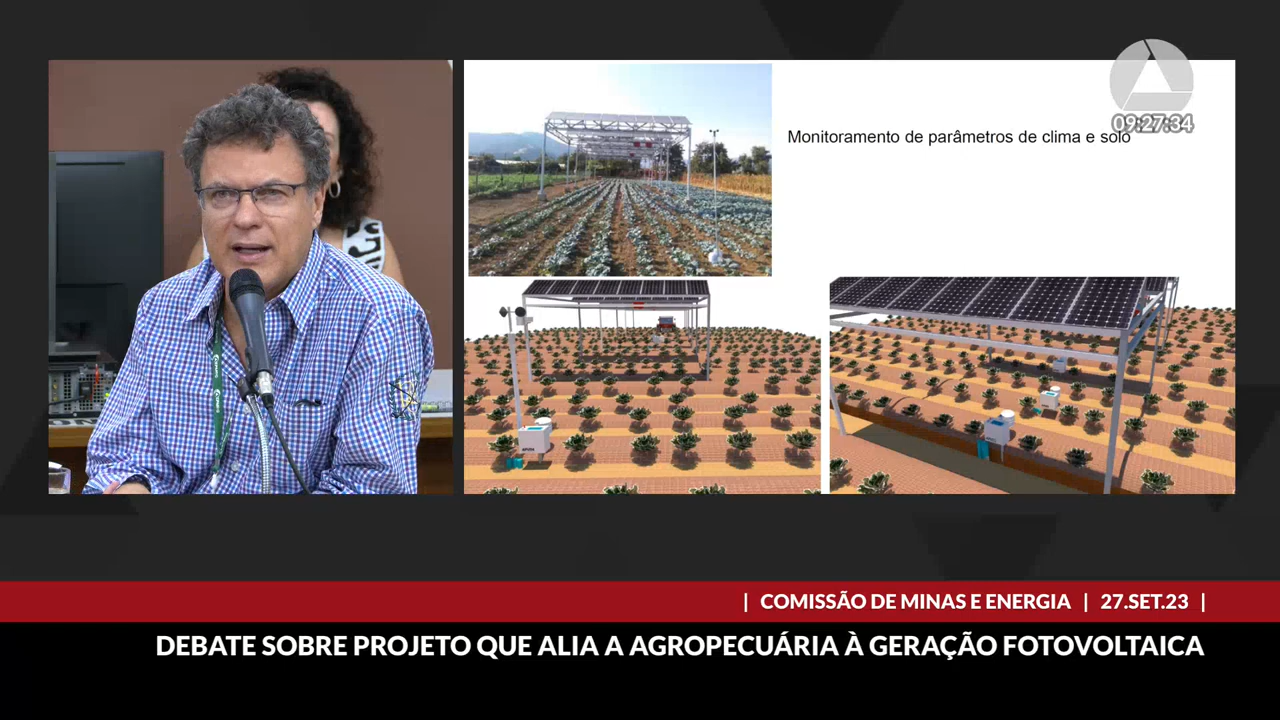 09:27:34
Monitoramento de parâmetros de clima e solo
| COMISSÃO DE MINAS E ENERGIA | 27.SET.23 |
DEBATE SOBRE PROJETO QUE ALIA A AGROPECUÁRIA À GERAÇÃO FOTOVOLTAICA